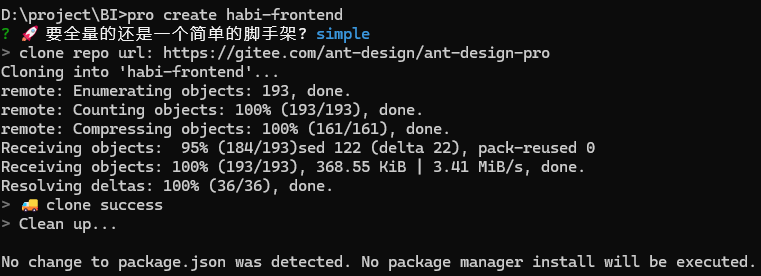 D:\project\BI>pro create habi-frontend
? 🚀 要全量的还是一个简单的脚手架? simple
> clone repo url: https://gitee.com/ant-design/ant-design-pro
Cloning into 'habi-frontend'...
remote: Enumerating objects: 193, done.
remote: Counting objects: 100% (193/193), done.
remote: Compressing objects: 100% (161/161), done.
Receiving objects:  95% (184/193)sed 122 (delta 22), pack-reused 0
Receiving objects: 100% (193/193), 368.55 KiB | 3.41 MiB/s, done.
Resolving deltas: 100% (36/36), done.
> 🚚 clone success
> Clean up...
No change to package.json was detected. No package manager install will be executed.